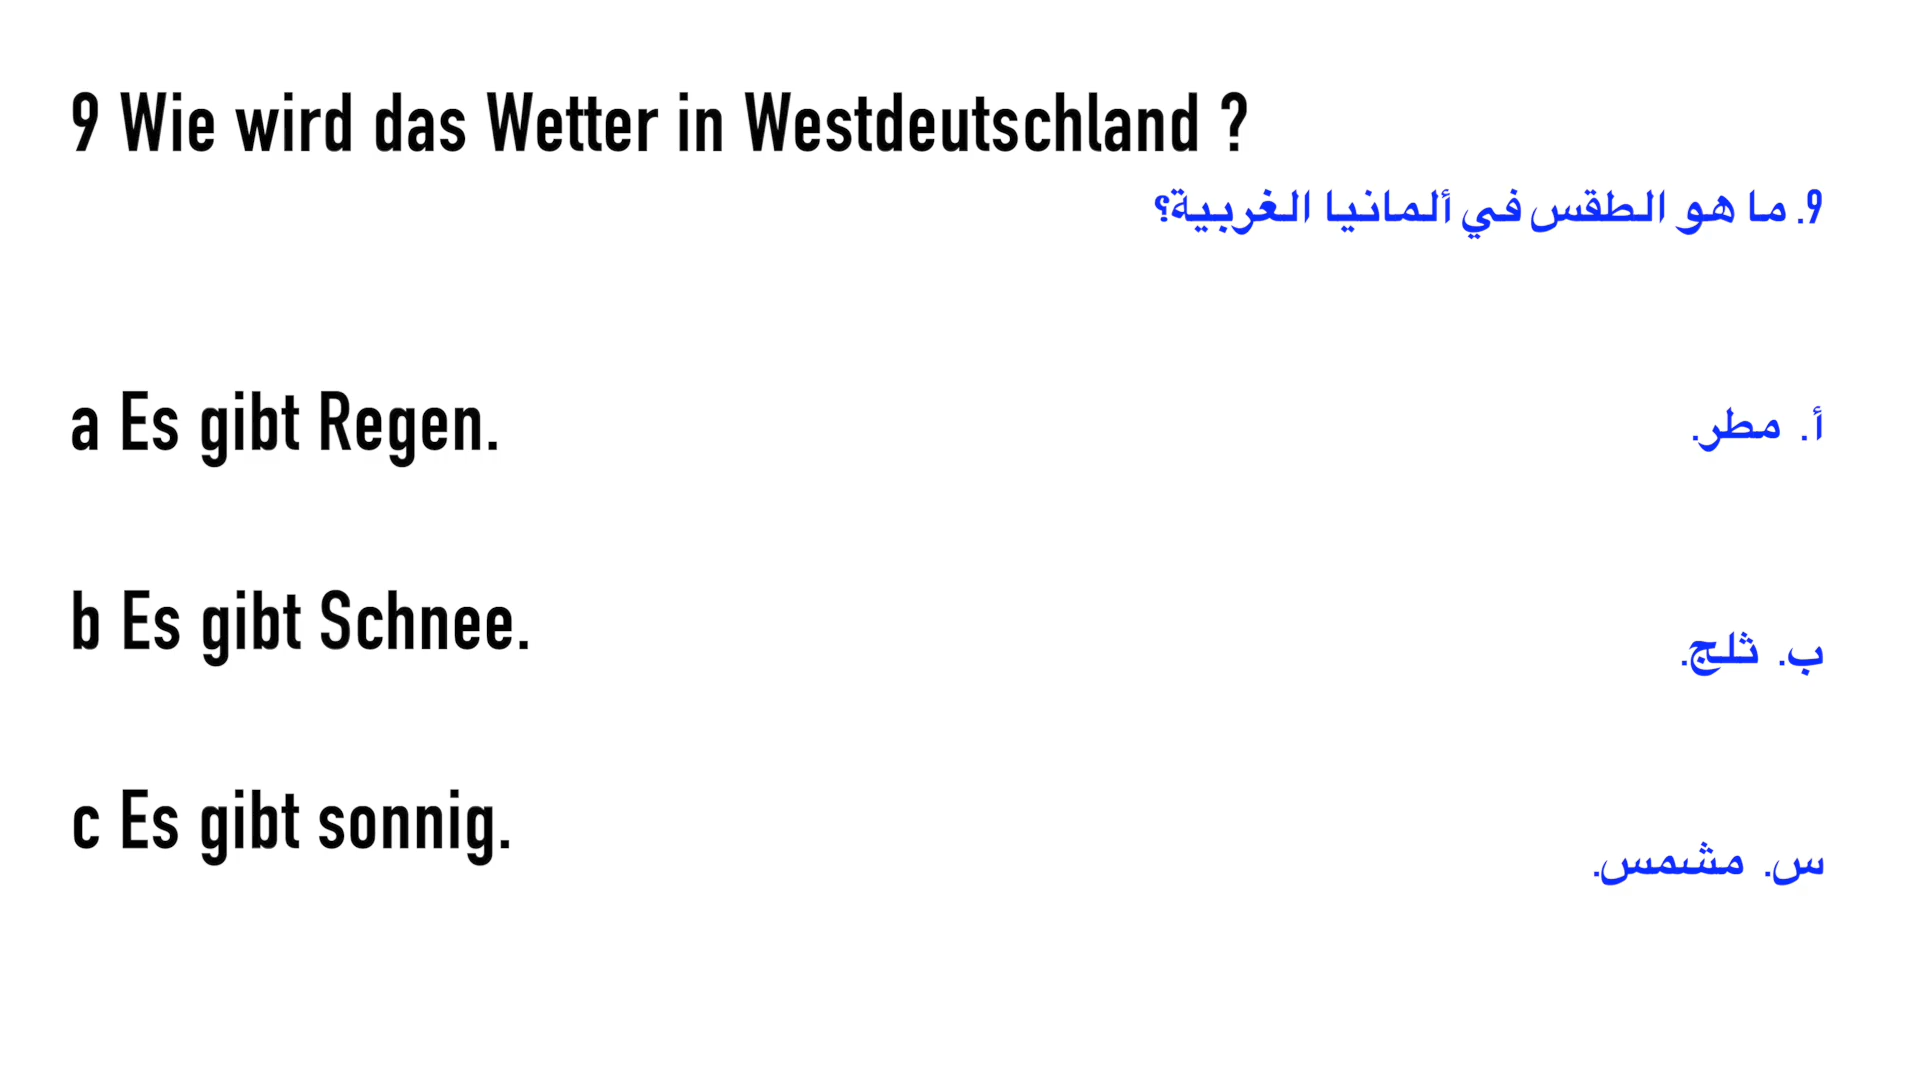 9 Wie wird das Wetter in Westdeutschland ?
9. ما هو الطقس في ألمانيا الغربية؟
a Es gibt Regen.
أ. مطر.
b Es gibt Schnee.
ب. ثلج.
c Es gibt sonnig.
س. مشمس.